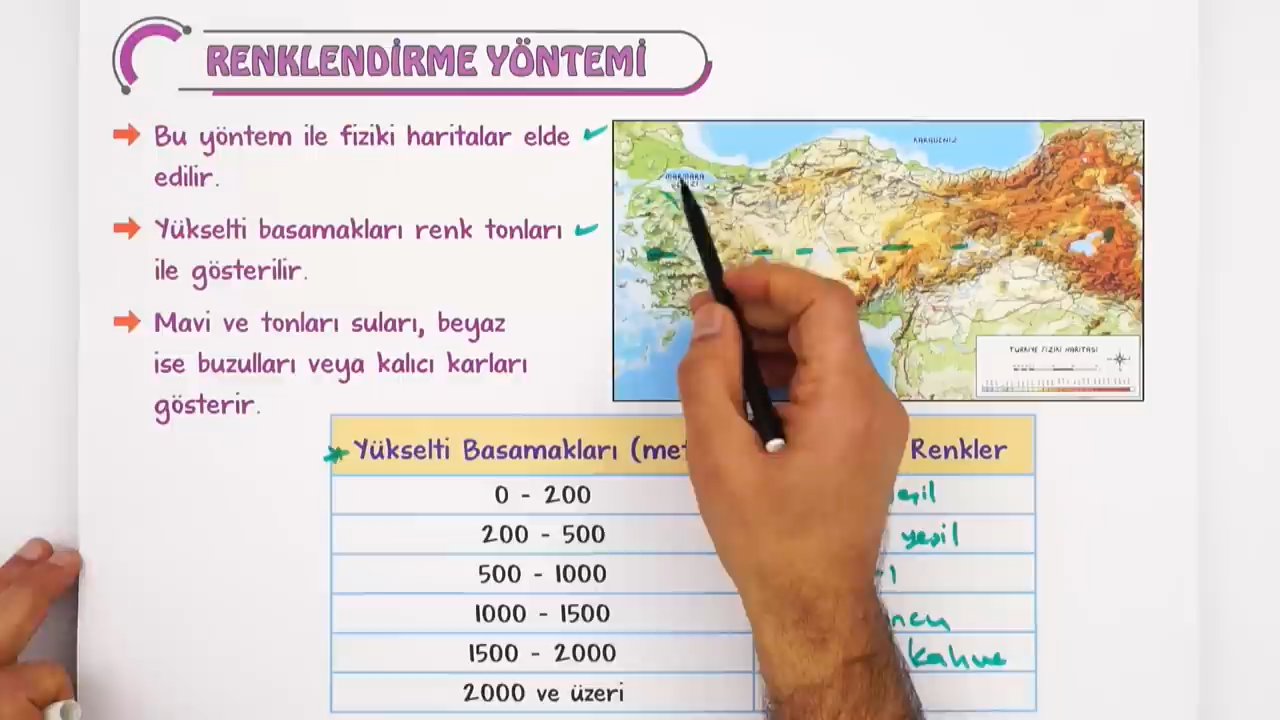 RENKLENDİRME YÖNTEMİ
Bu yöntem ile fiziki haritalar elde
edilir.
Yükselti basamakları renk tonları
ile gösterilir.
Mavi ve tonları suları, beyaz
ise buzulları veya kalıcı karları
gösterir.
KARADENİZ
MARMARA
TÜRKİYE FİZİKİ HARİTASI
Yükselti Basamakları Renkler
0 - 200
200 - 500 yeşil
500 - 1000
1000 - 1500
1500 - 2000 kahve
2000 ve üzeri